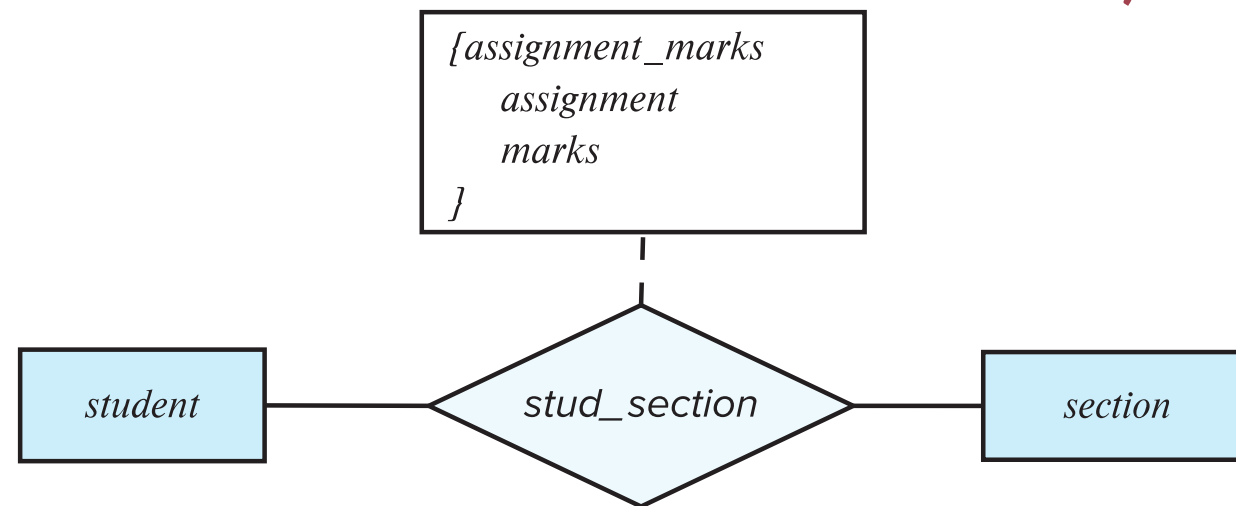 {assignment_marks
assignment
marks
}
student
stud_section
section